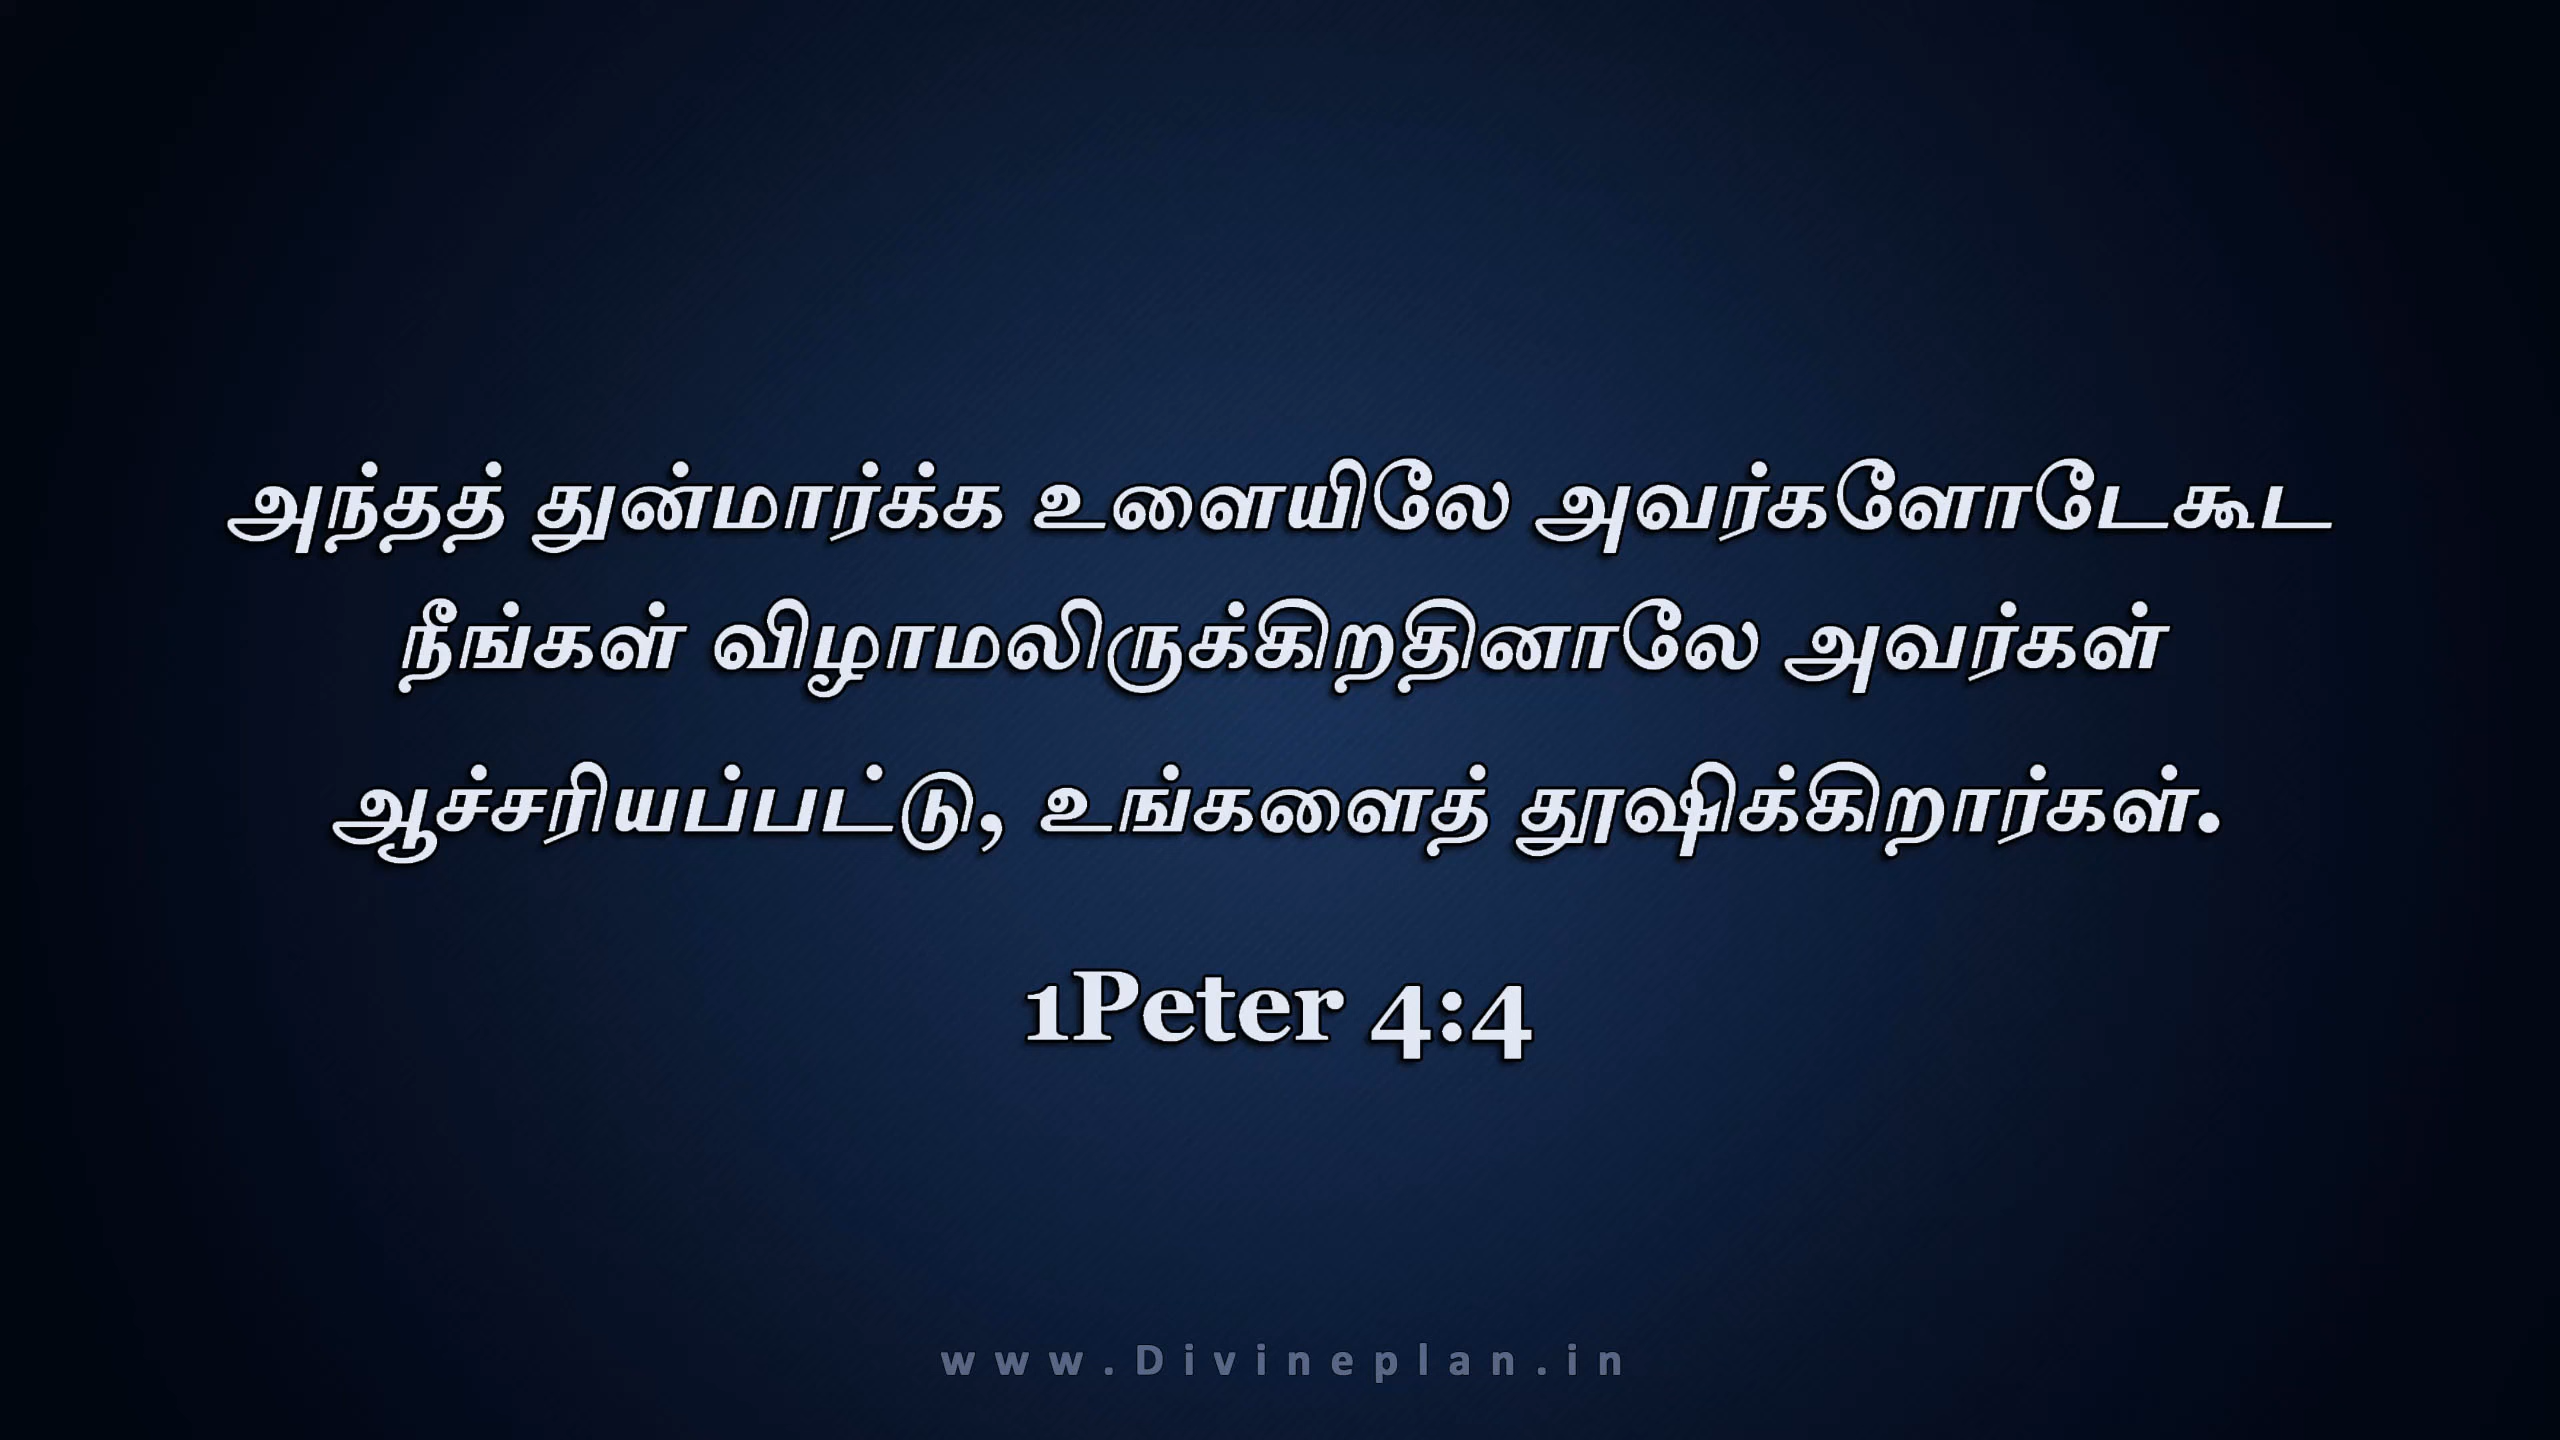 அந்தத் துன்மார்க்க உளையிலே அவர்களோடேகூட
நீங்கள் விழாமலிருக்கிறதினாலே அவர்கள்
ஆச்சரியப்பட்டு, உங்களைத் தூஷிக்கிறார்கள்.
1Peter 4:4
www.Divineplan.in